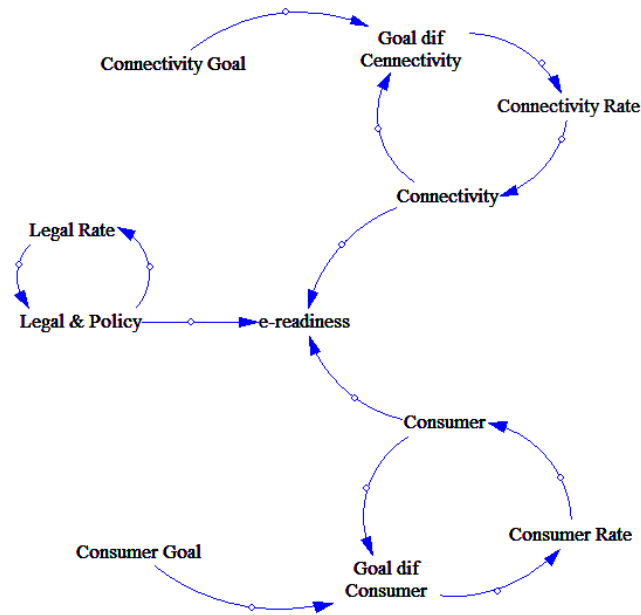 Goal dif
Cennectivity
Connectivity Goal
Connectivity Rate
Connectivity
Legal Rate
Legal & Policy
e-readiness
Consumer
Consumer Rate
Consumer Goal
Goal dif
Consumer